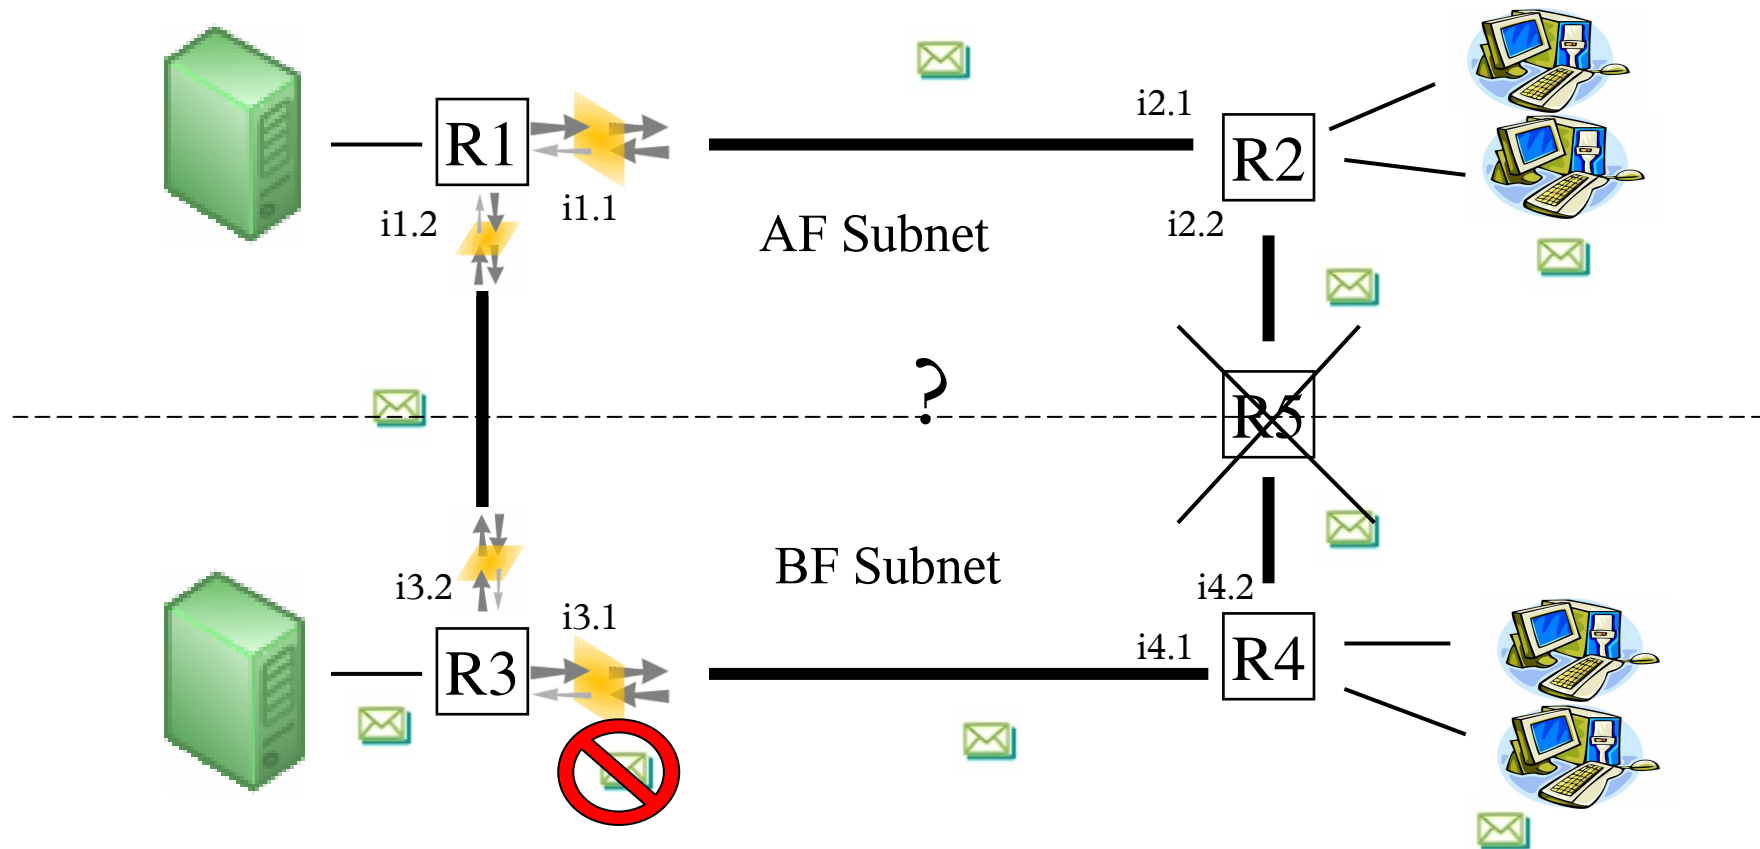 i2.1
R1
R2
i1.1
i1.2
i2.2
AF Subnet
?
R5
BF Subnet
i3.2
i4.2
i3.1
i4.1
R3
R4